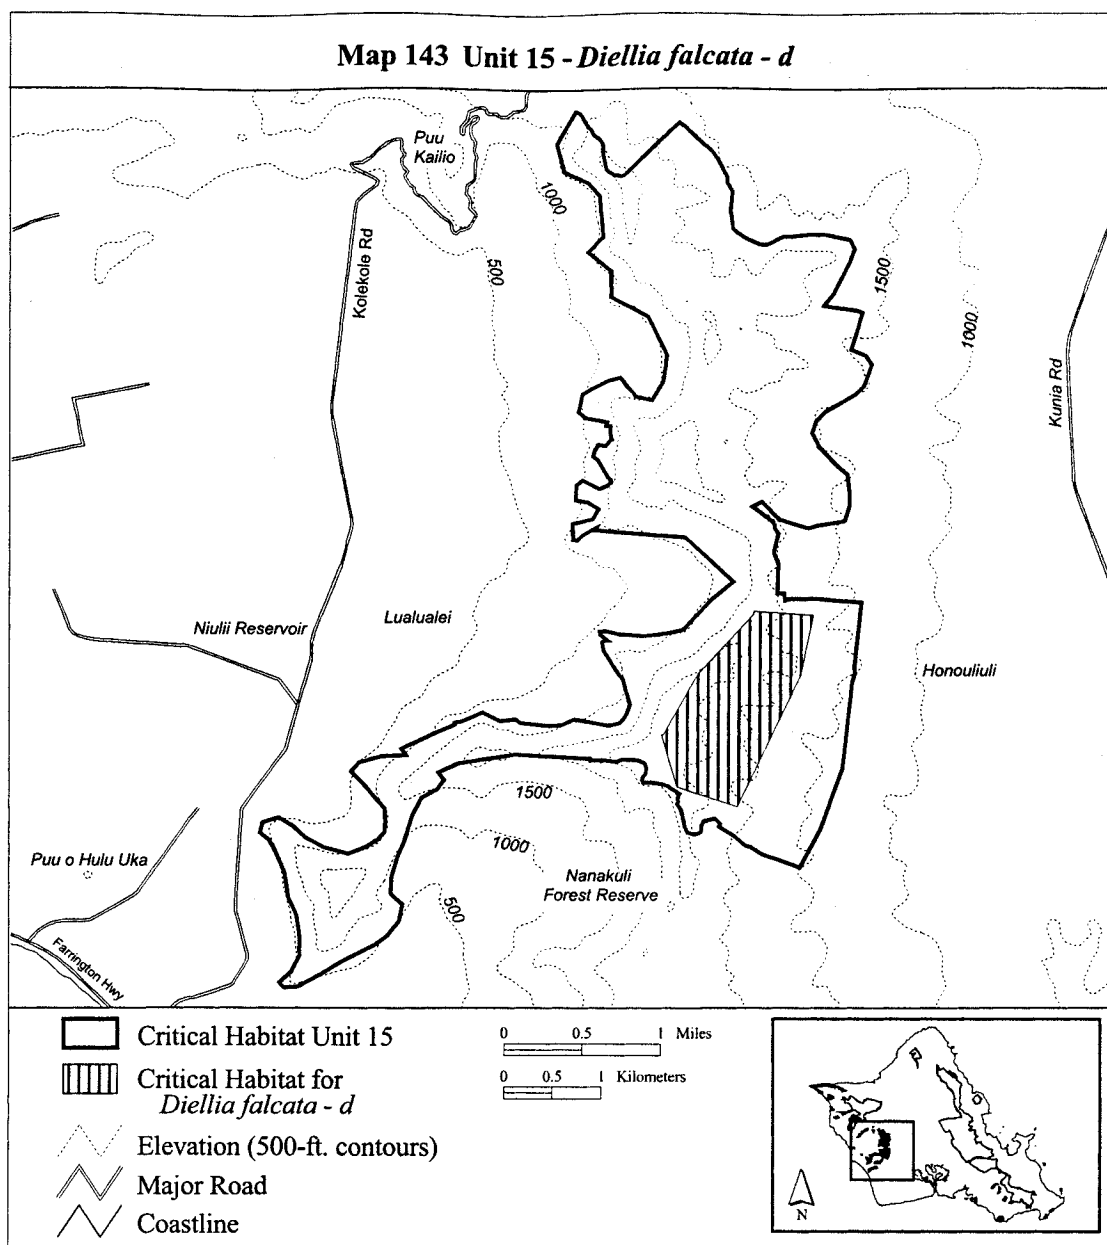 Map 143 Unit 15 - Diellia falcata - d
Puu
Kailio
1000
Kolekole Rd
500
1500
1000
Kunia Rd
Niulii Reservoir
Lualualei
Honouliuli
1500
1000
Puu o Hulu Uka
Nanakuli
Forest Reserve
500
Farrington Hwy
Critical Habitat Unit 15
Critical Habitat for
Diellia falcata - d
Elevation (500-ft. contours)
Major Road
Coastline
0 0.5 1 Miles
0 0.5 1 Kilometers
N